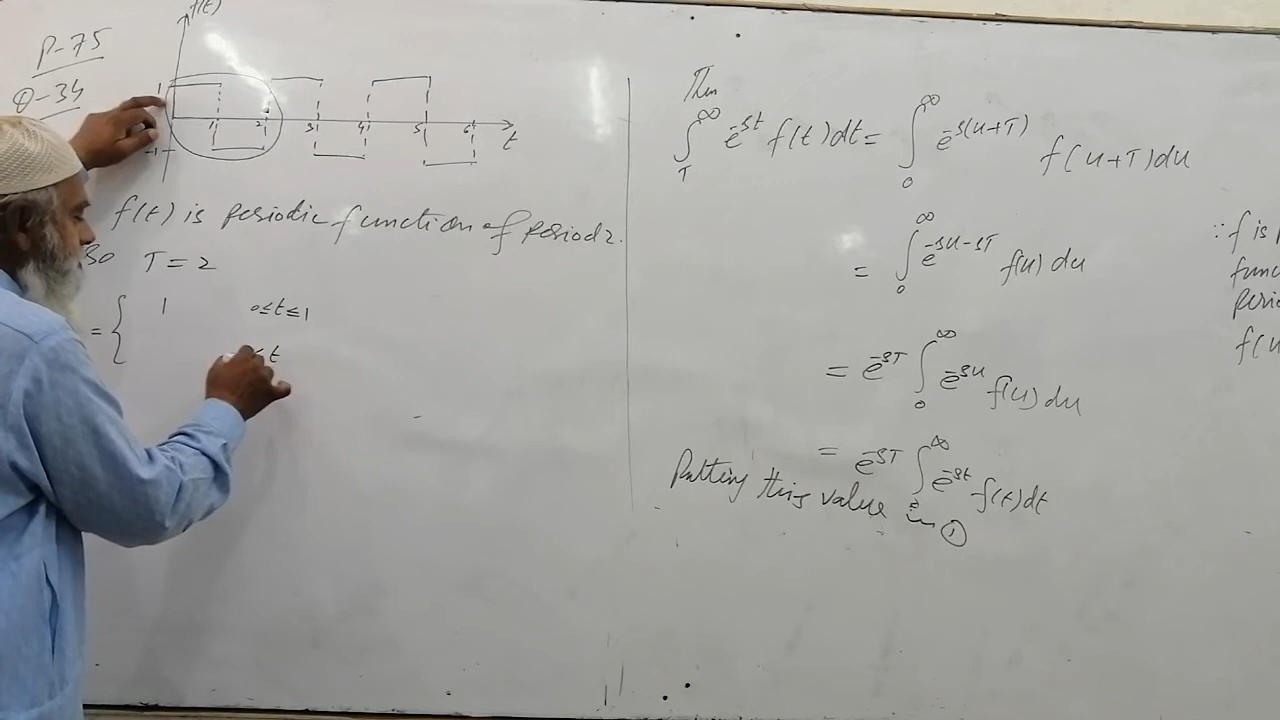 P-75
Q-34
f(t)
1
1 2 3 4 5 6 t
-1
f(t) is periodic function of period 2.
So T = 2
= { 1 0≤t≤1
≤ t
Then
∫_T^∞ e^{-st} f(t) dt = ∫_0^∞ e^{-s(u+T)} f(u+T) du
= ∫_0^∞ e^{-su-sT} f(u) du
= e^{-sT} ∫_0^∞ e^{-su} f(u) du
= e^{-sT} ∫_0^∞ e^{-st} f(t) dt
Putting this value in ①
∵ f is
func
peri
f(u